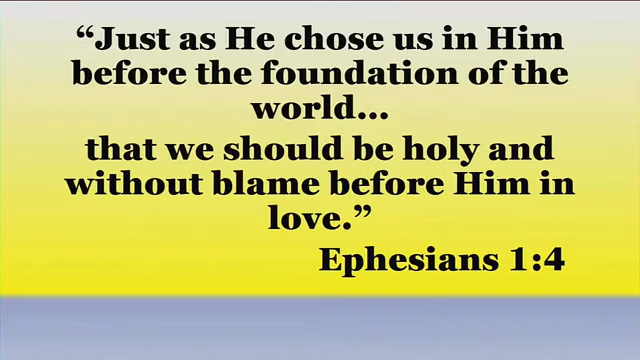 “Just as He chose us in Him
before the foundation of the
world...
that we should be holy and
without blame before Him in
love.”
Ephesians 1:4